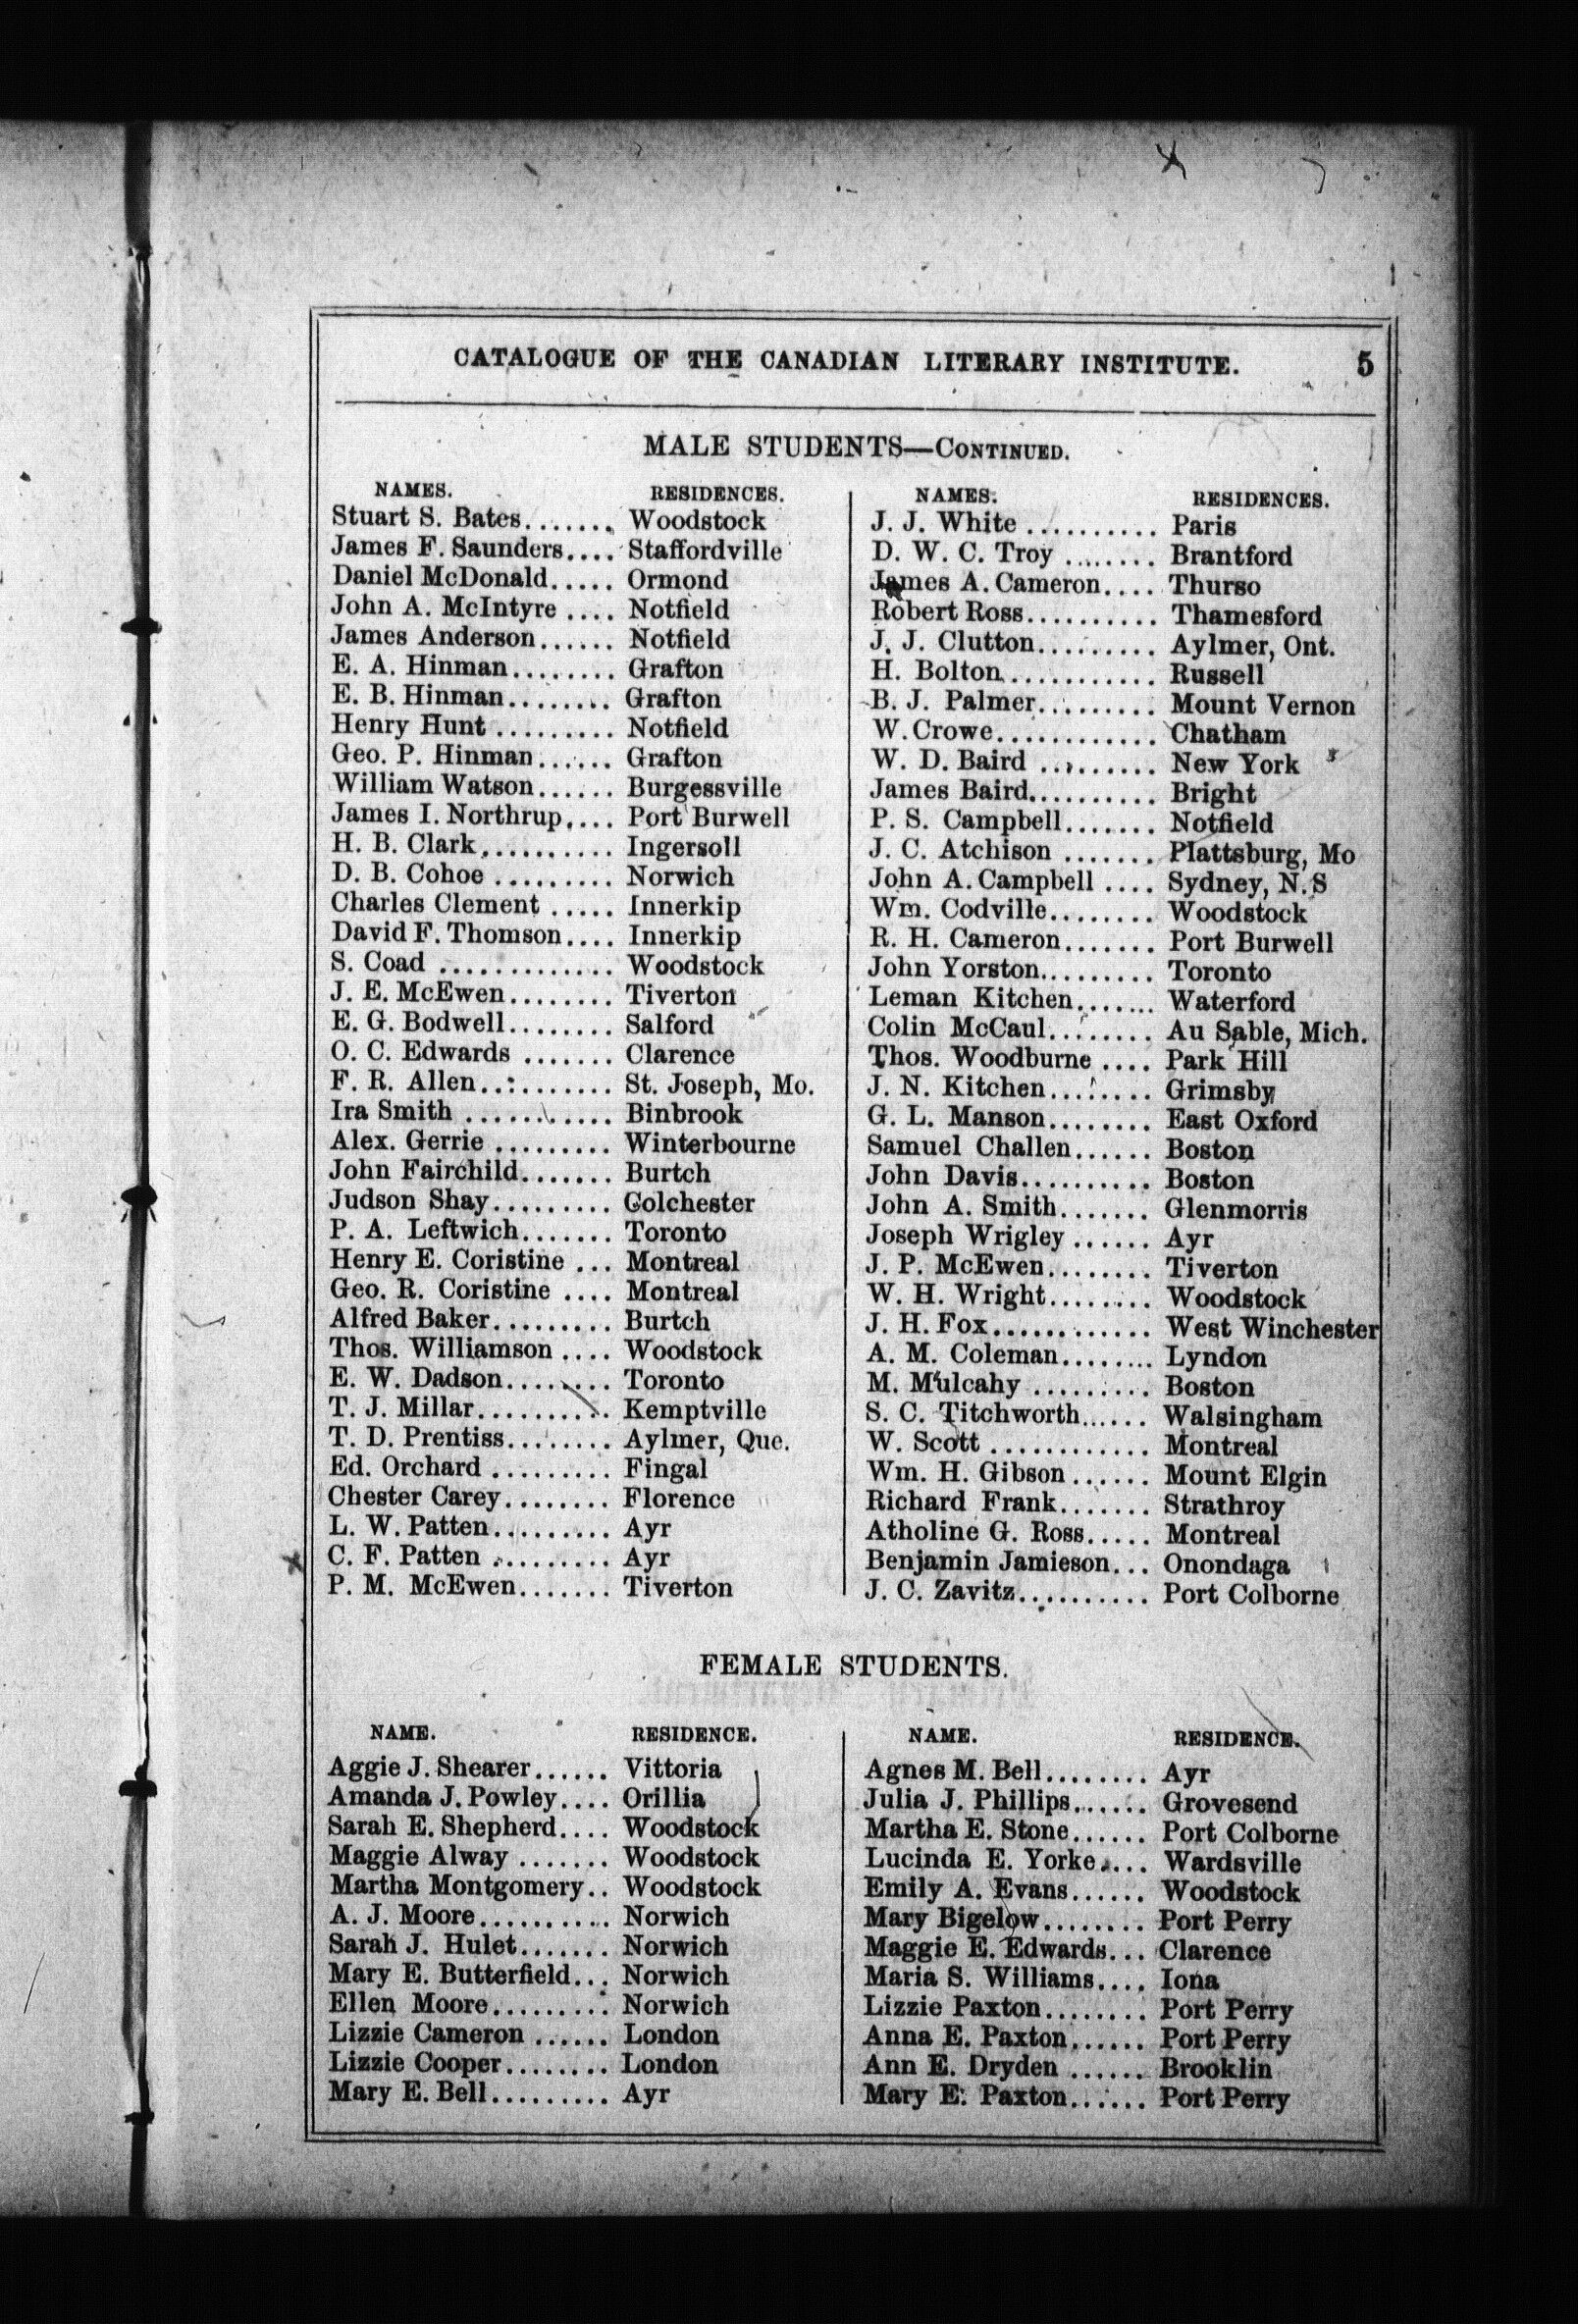 CATALOGUE OF THE CANADIAN LITERARY INSTITUTE. 5
MALE STUDENTS—CONTINUED.
NAMES. RESIDENCES.
Stuart S. Bates....... Woodstock
James F. Saunders.... Staffordville
Daniel McDonald..... Ormond
John A. McIntyre .... Notfield
James Anderson...... Notfield
E. A. Hinman........ Grafton
E. B. Hinman........ Grafton
Henry Hunt ......... Notfield
Geo. P. Hinman...... Grafton
William Watson...... Burgessville
James I. Northrup.... Port Burwell
H. B. Clark.......... Ingersoll
D. B. Cohoe ......... Norwich
Charles Clement ..... Innerkip
David F. Thomson.... Innerkip
S. Coad ............. Woodstock
J. E. McEwen........ Tiverton
E. G. Bodwell........ Salford
O. C. Edwards ....... Clarence
F. R. Allen.......... St. Joseph, Mo.
Ira Smith ........... Binbrook
Alex. Gerrie ......... Winterbourne
John Fairchild....... Burtch
Judson Shay......... Colchester
P. A. Leftwich....... Toronto
Henry E. Coristine ... Montreal
Geo. R. Coristine .... Montreal
Alfred Baker......... Burtch
Thos. Williamson .... Woodstock
E. W. Dadson........ Toronto
T. J. Millar.......... Kemptville
T. D. Prentiss........ Aylmer, Que.
Ed. Orchard ......... Fingal
Chester Carey........ Florence
L. W. Patten......... Ayr
C. F. Patten ......... Ayr
P. M. McEwen....... Tiverton
NAMES. RESIDENCES.
J. J. White .......... Paris
D. W. C. Troy ....... Brantford
James A. Cameron.... Thurso
Robert Ross.......... Thamesford
J. J. Clutton......... Aylmer, Ont.
H. Bolton........... Russell
B. J. Palmer......... Mount Vernon
W. Crowe............ Chatham
W. D. Baird ......... New York
James Baird.......... Bright
P. S. Campbell....... Notfield
J. C. Atchison ....... Plattsburg, Mo
John A. Campbell .... Sydney, N.S
Wm. Codville........ Woodstock
R. H. Cameron....... Port Burwell
John Yorston......... Toronto
Leman Kitchen....... Waterford
Colin McCaul........ Au Sable, Mich.
Thos. Woodburne .... Park Hill
J. N. Kitchen........ Grimsby
G. L. Manson........ East Oxford
Samuel Challen...... Boston
John Davis.......... Boston
John A. Smith....... Glenmorris
Joseph Wrigley ...... Ayr
J. P. McEwen........ Tiverton
W. H. Wright........ Woodstock
J. H. Fox............ West Winchester
A. M. Coleman........ Lyndon
M. Mulcahy ......... Boston
S. C. Titchworth...... Walsingham
W. Scott ............ Montreal
Wm. H. Gibson...... Mount Elgin
Richard Frank....... Strathroy
Atholine G. Ross..... Montreal
Benjamin Jamieson... Onondaga
J. C. Zavitz.......... Port Colborne
FEMALE STUDENTS.
NAME. RESIDENCE.
Aggie J. Shearer...... Vittoria
Amanda J. Powley.... Orillia
Sarah E. Shepherd.... Woodstock
Maggie Alway ....... Woodstock
Martha Montgomery.. Woodstock
A. J. Moore.......... Norwich
Sarah J. Hulet....... Norwich
Mary E. Butterfield... Norwich
Ellen Moore......... Norwich
Lizzie Cameron ...... London
Lizzie Cooper........ London
Mary E. Bell......... Ayr
NAME. RESIDENCE.
Agnes M. Bell........ Ayr
Julia J. Phillips...... Grovesend
Martha E. Stone...... Port Colborne
Lucinda E. Yorke.... Wardsville
Emily A. Evans...... Woodstock
Mary Bigelow........ Port Perry
Maggie E. Edwards... Clarence
Maria S. Williams.... Iona
Lizzie Paxton........ Port Perry
Anna E. Paxton...... Port Perry
Ann E. Dryden ...... Brooklin
Mary E. Paxton...... Port Perry